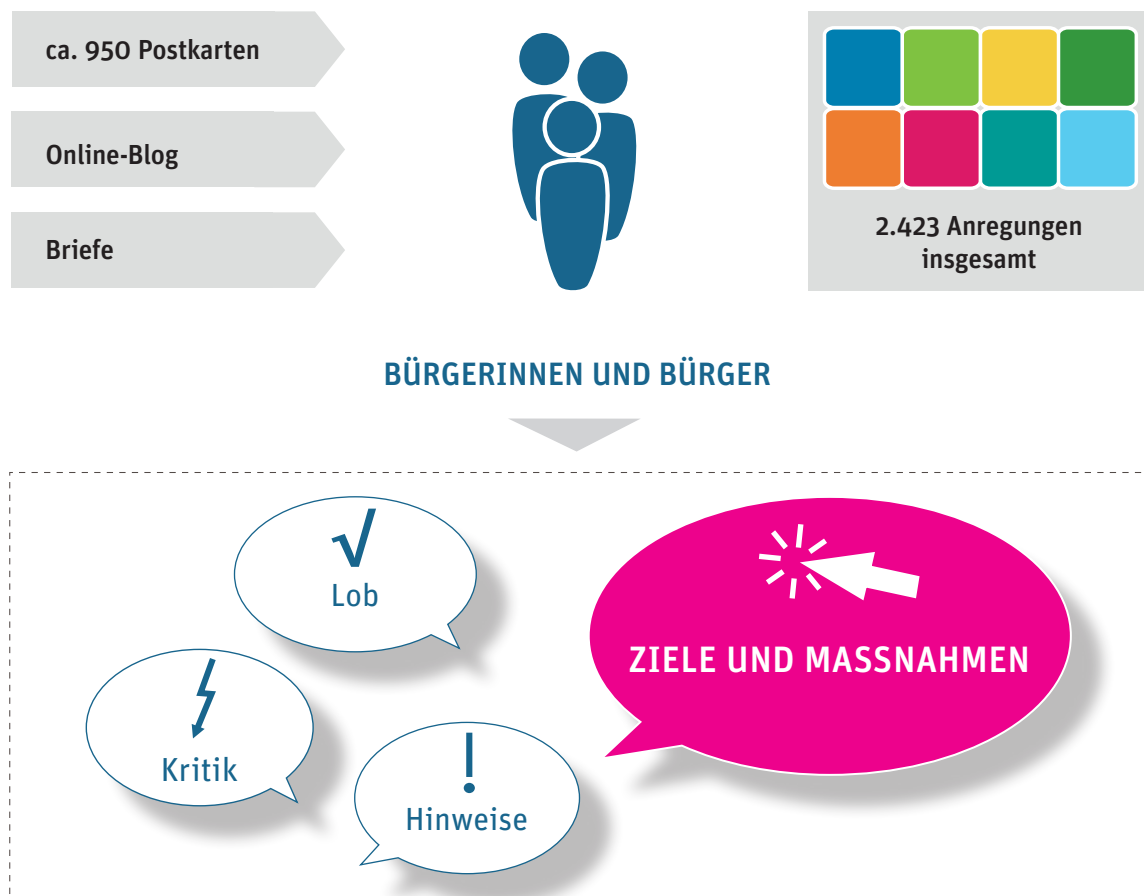 ca. 950 Postkarten
Online-Blog
Briefe
2.423 Anregungen
insgesamt
BÜRGERINNEN UND BÜRGER
Lob
ZIELE UND MASSNAHMEN
Kritik
Hinweise